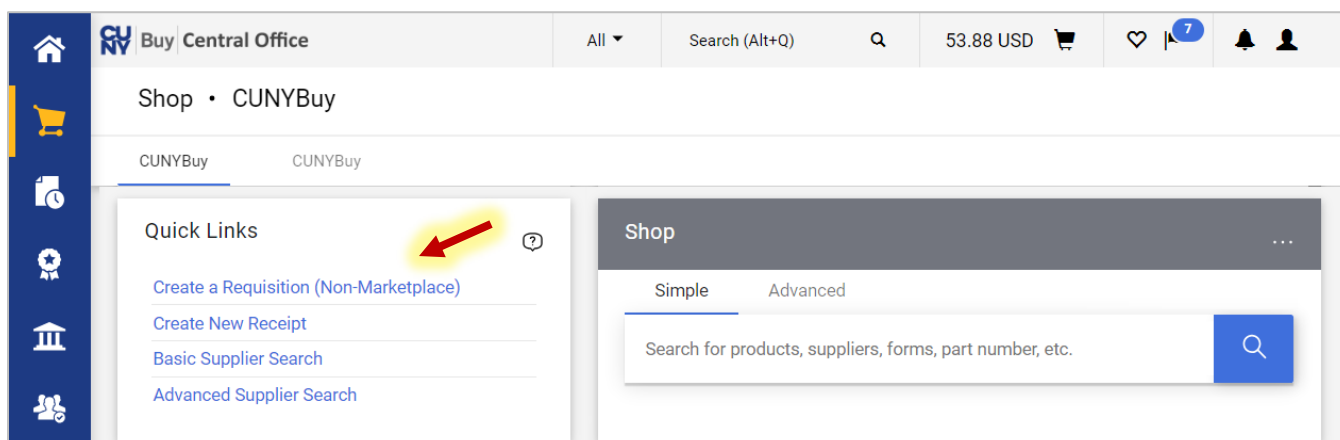 CUNY Buy Central Office All Search (Alt+Q) 53.88 USD 7
Shop • CUNYBuy
CUNYBuy CUNYBuy
Quick Links ?
Shop ...
Create a Requisition (Non-Marketplace)
Simple Advanced
Create New Receipt
Search for products, suppliers, forms, part number, etc.
Basic Supplier Search
Advanced Supplier Search